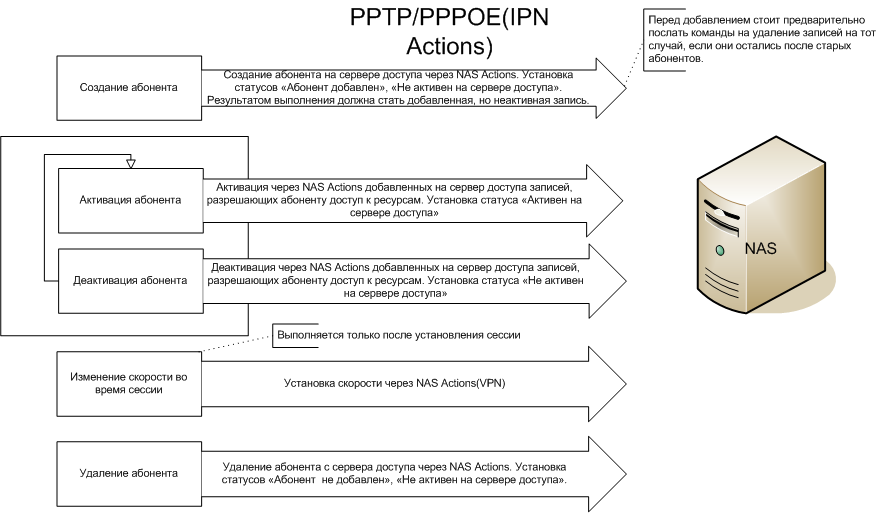 PPTP/PPPOE(IPN
Actions)
Перед добавлением стоит предварительно
послать команды на удаление записей на тот
случай, если они остались после старых
абонентов.
Создание абонента
Создание абонента на сервере доступа через NAS Actions. Установка
статусов «Абонент добавлен», «Не активен на сервере доступа».
Результатом выполнения должна стать добавленная, но неактивная запись.
Активация абонента
Активация через NAS Actions добавленных на сервер доступа записей,
разрешающих абоненту доступ к ресурсам. Установка статуса «Активен на
сервере доступа»
NAS
Деактивация абонента
Деактивация через NAS Actions добавленных на сервер доступа записей,
разрешающих абоненту доступ к ресурсам. Установка статуса «Не активен
на сервере доступа»
Выполняется только после установления сессии
Изменение скорости во
время сессии
Установка скорости через NAS Actions(VPN)
Удаление абонента
Удаление абонента с сервера доступа через NAS Actions. Установка
статусов «Абонент  не добавлен», «Не активен на сервере доступа».